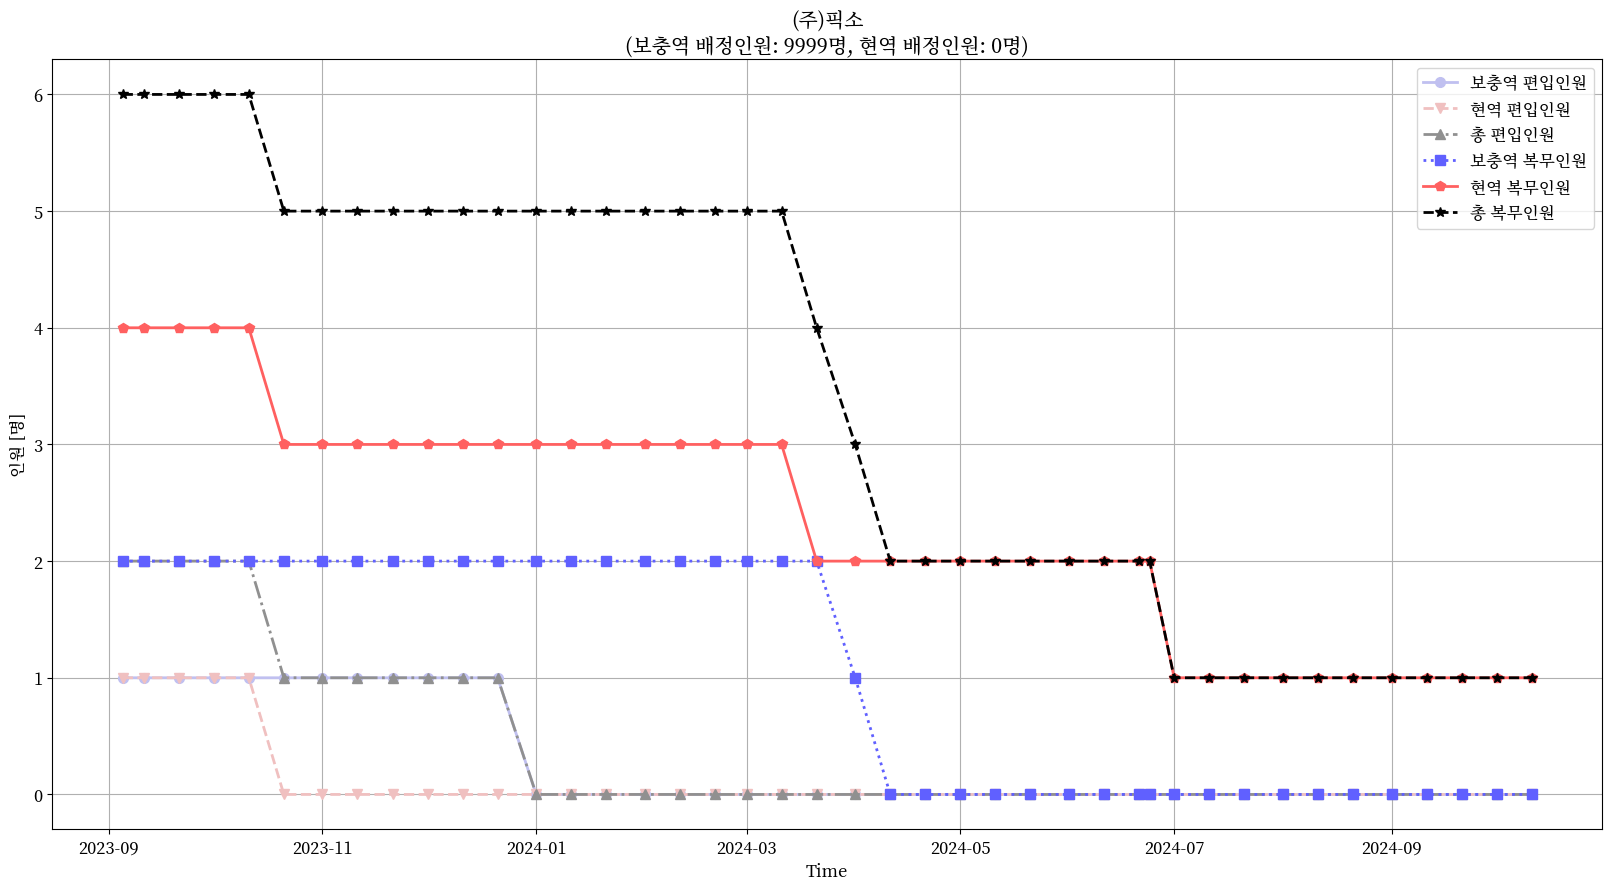 (주)픽소
(보충역 배정인원: 9999명, 현역 배정인원: 0명)
보충역 편입인원
현역 편입인원
총 편입인원
보충역 복무인원
현역 복무인원
총 복무인원
인원 [명]
6
5
4
3
2
1
0
2023-09
2023-11
2024-01
2024-03
2024-05
2024-07
2024-09
Time